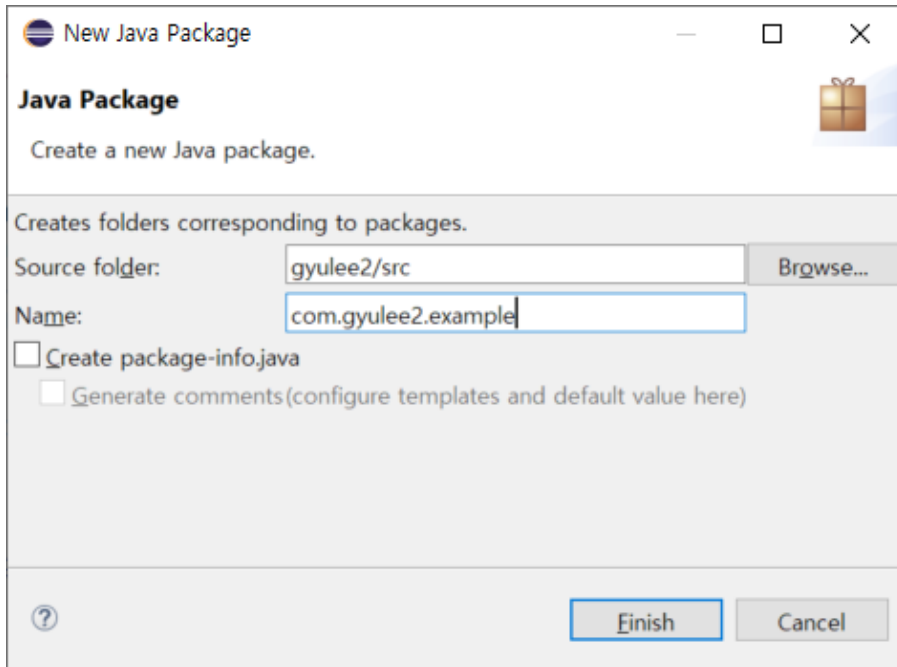 New Java Package
Java Package
Create a new Java package.
Creates folders corresponding to packages.
Source folder: gyulee2/src Browse...
Name: com.gyulee2.example
Create package-info.java
Generate comments(configure templates and default value here)
? Finish Cancel